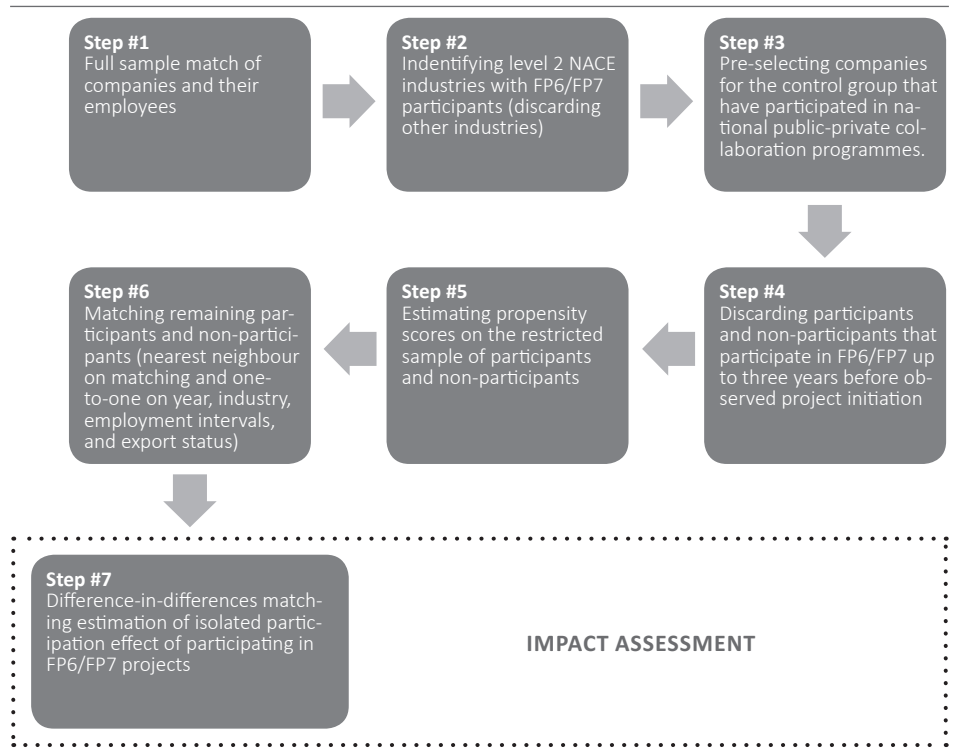 Step #1
Full sample match of
companies and their
employees
Step #2
Indentifying level 2 NACE
industries with FP6/FP7
participants (discarding
other industries)
Step #3
Pre-selecting companies
for the control group that
have participated in na-
tional public-private col-
laboration programmes.
Step #4
Discarding participants
and non-participants that
participate in FP6/FP7 up
to three years before ob-
served project initiation
Step #5
Estimating propensity
scores on the restricted
sample of participants
and non-participants
Step #6
Matching remaining par-
ticipants and non-partici-
pants (nearest neighbour
on matching and one-
to-one on year, industry,
employment intervals,
and export status)
Step #7
Difference-in-differences match-
ing estimation of isolated partic-
ipation effect of participating in
FP6/FP7 projects
IMPACT ASSESSMENT